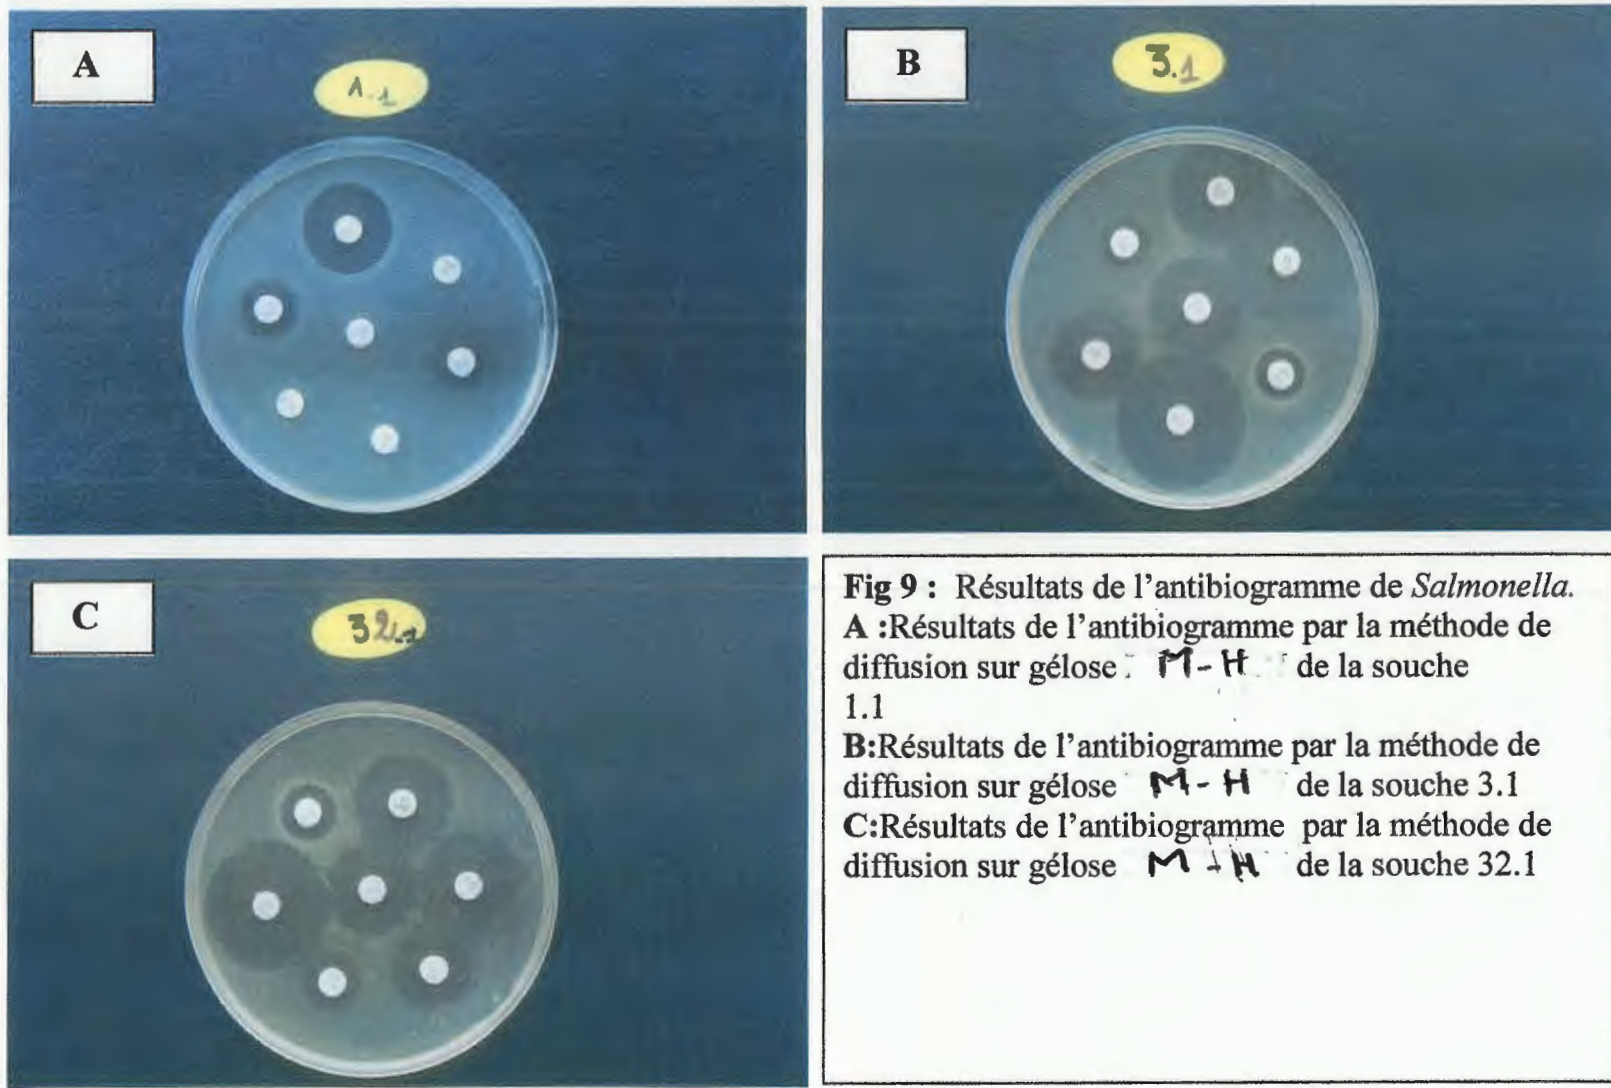 A
1.1
B
3.1
C
32.1
Fig 9 : Résultats de l'antibiogramme de Salmonella.
A :Résultats de l'antibiogramme par la méthode de
diffusion sur gélose M-H de la souche
1.1
B:Résultats de l'antibiogramme par la méthode de
diffusion sur gélose M-H de la souche 3.1
C:Résultats de l'antibiogramme par la méthode de
diffusion sur gélose M-H de la souche 32.1